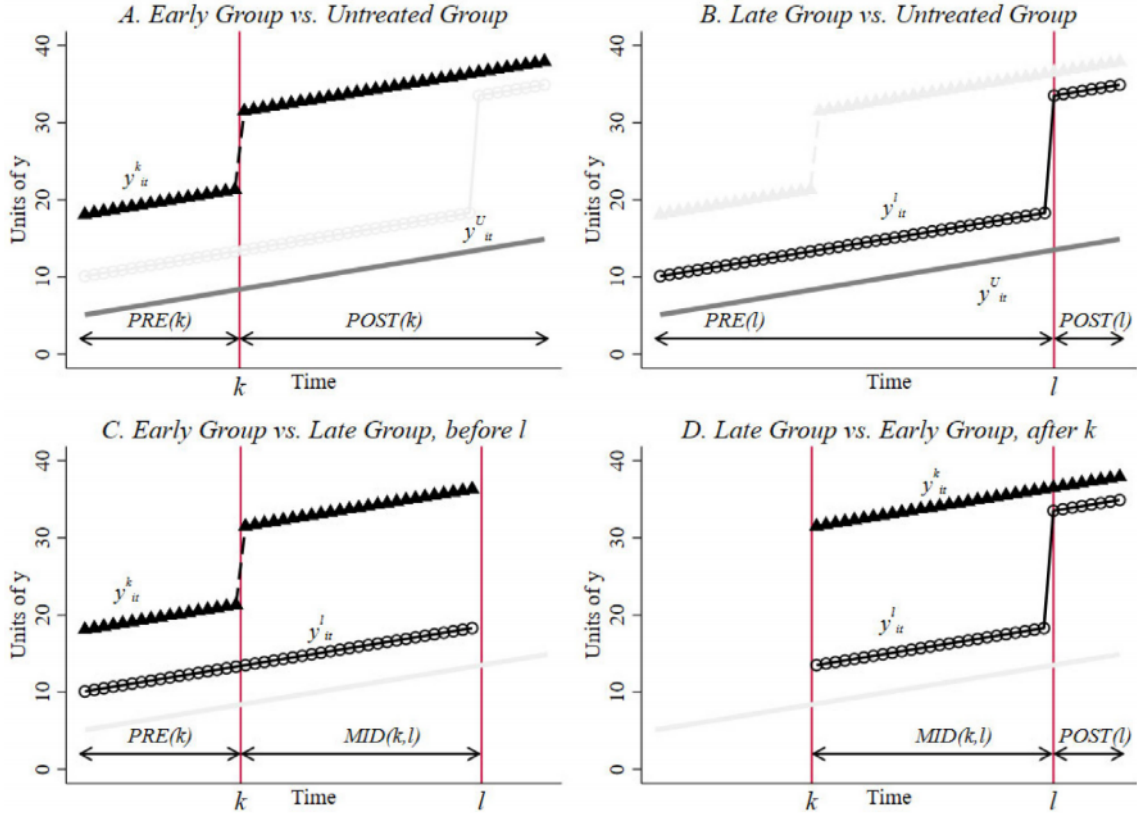 A. Early Group vs. Untreated Group
Units of y
40
30
20
10
0
y^k_it
y^U_it
PRE(k)
POST(k)
k
Time
B. Late Group vs. Untreated Group
Units of y
40
30
20
10
0
y^l_it
y^U_it
PRE(l)
POST(l)
Time
l
C. Early Group vs. Late Group, before l
Units of y
40
30
20
10
0
y^k_it
y^l_it
PRE(k)
MID(k,l)
k
Time
l
D. Late Group vs. Early Group, after k
Units of y
40
30
20
10
0
y^k_it
y^l_it
MID(k,l)
POST(l)
k
Time
l